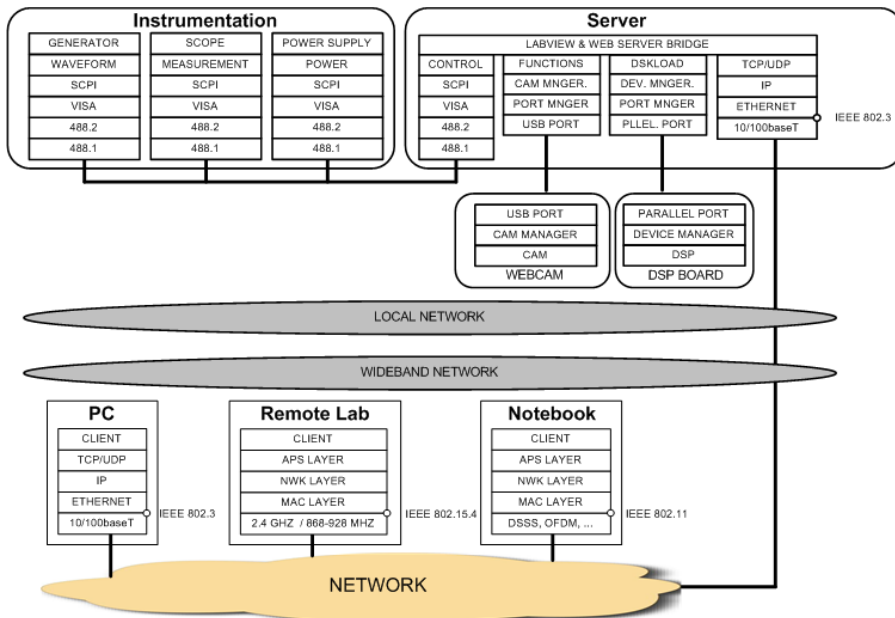 Instrumentation
GENERATOR
WAVEFORM
SCPI
VISA
488.2
488.1
SCOPE
MEASUREMENT
SCPI
VISA
488.2
488.1
POWER SUPPLY
POWER
SCPI
VISA
488.2
488.1
Server
LABVIEW & WEB SERVER BRIDGE
CONTROL
SCPI
VISA
488.2
488.1
FUNCTIONS
CAM MNGER.
PORT MNGER
USB PORT
DSKLOAD
DEV. MNGER.
PORT MNGER
PLLEL. PORT
TCP/UDP
IP
ETHERNET
10/100baseT
IEEE 802.3
USB PORT
CAM MANAGER
CAM
WEBCAM
PARALLEL PORT
DEVICE MANAGER
DSP
DSP BOARD
LOCAL NETWORK
WIDEBAND NETWORK
PC
CLIENT
TCP/UDP
IP
ETHERNET
10/100baseT
IEEE 802.3
Remote Lab
CLIENT
APS LAYER
NWK LAYER
MAC LAYER
2.4 GHZ / 868-928 MHZ
IEEE 802.15.4
Notebook
CLIENT
APS LAYER
NWK LAYER
MAC LAYER
DSSS, OFDM, ...
IEEE 802.11
NETWORK